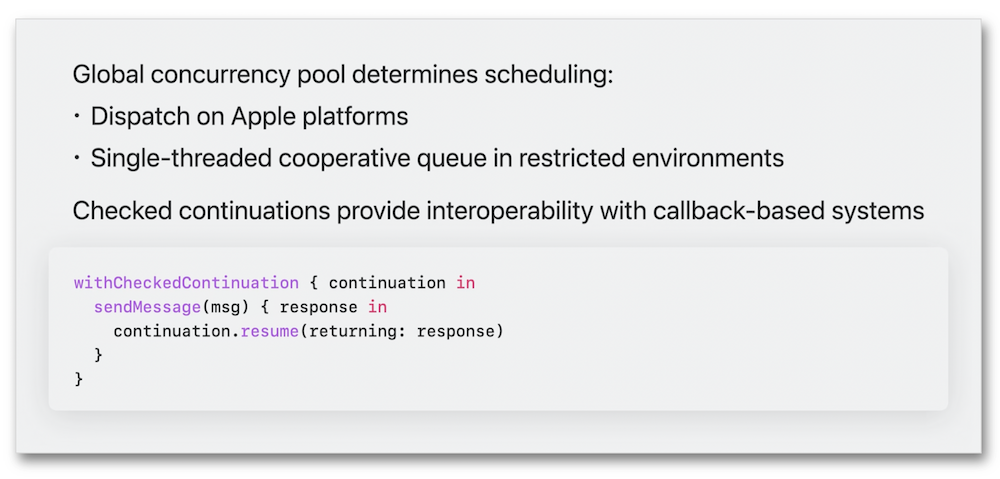 Global concurrency pool determines scheduling:
• Dispatch on Apple platforms
• Single-threaded cooperative queue in restricted environments
Checked continuations provide interoperability with callback-based systems
withCheckedContinuation { continuation in
  sendMessage(msg) { response in
    continuation.resume(returning: response)
  }
}